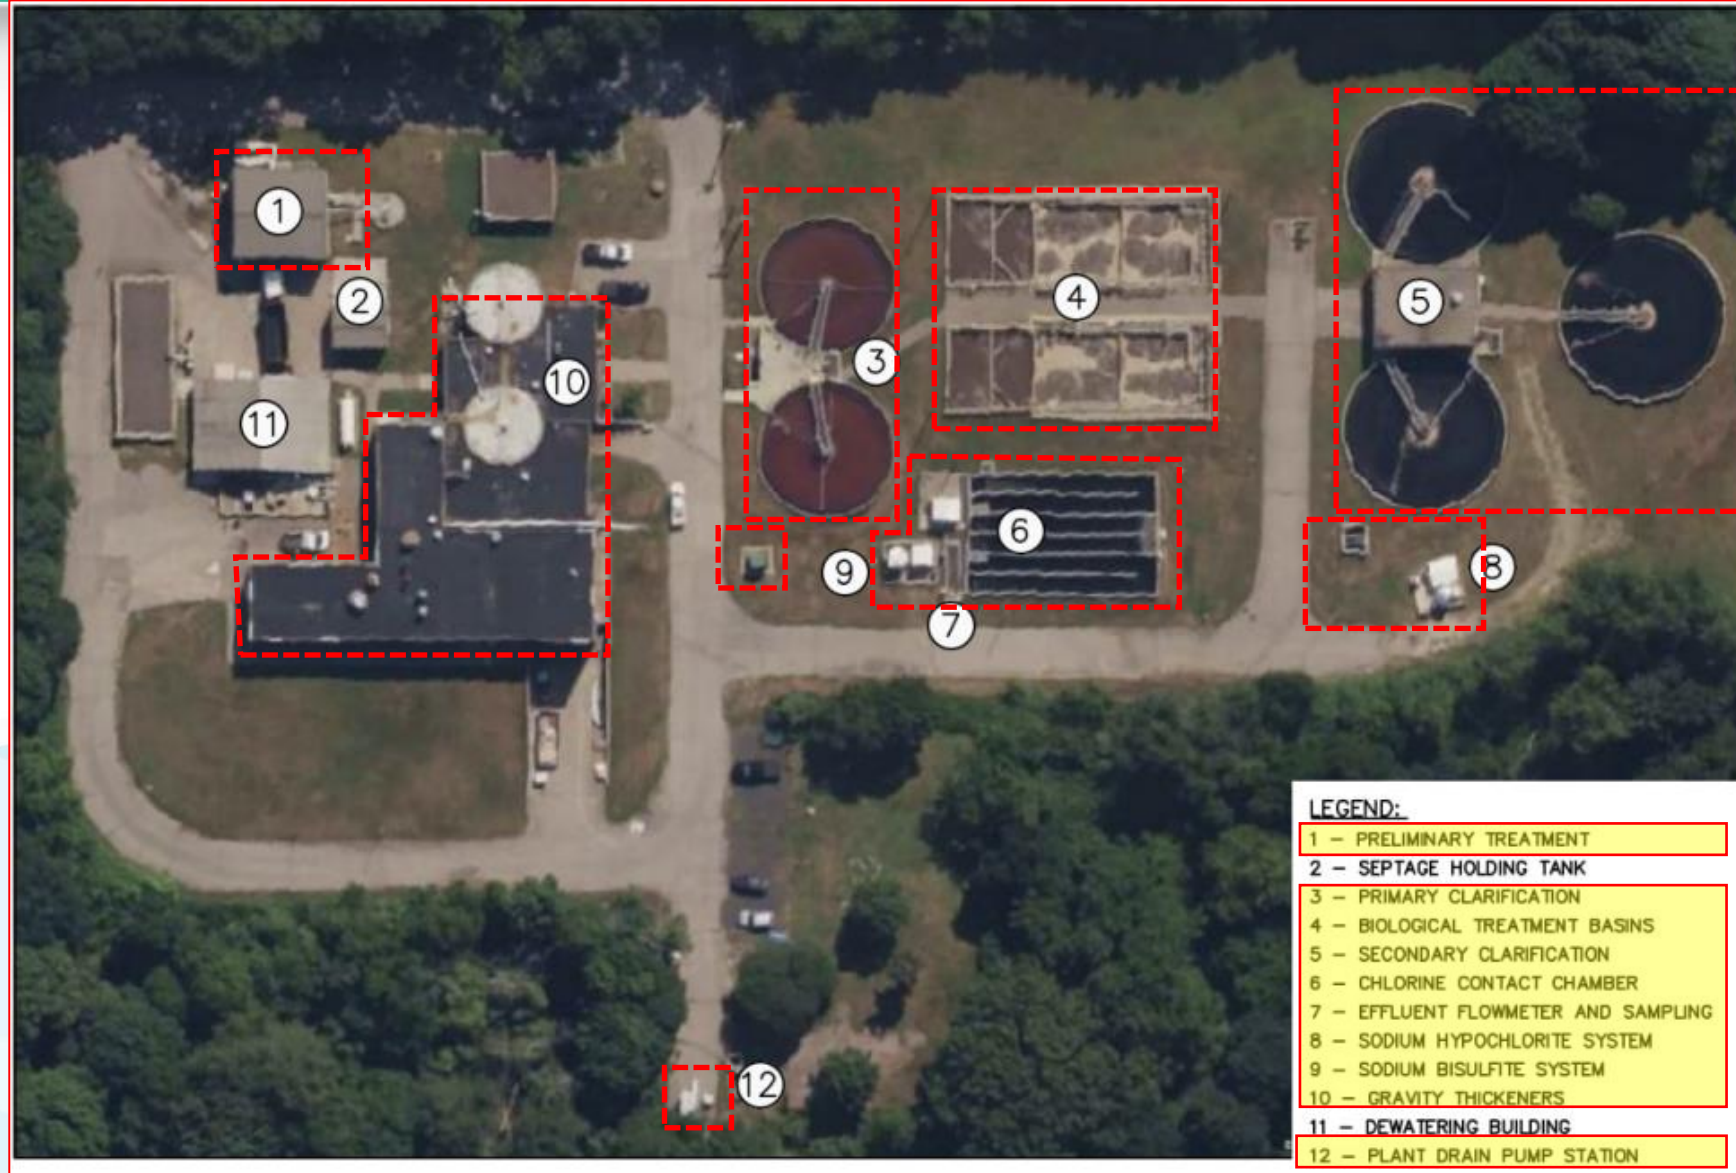 1
2
3
4
5
10
11
6
9
8
7
12
LEGEND:
1 – PRELIMINARY TREATMENT
2 – SEPTAGE HOLDING TANK
3 – PRIMARY CLARIFICATION
4 – BIOLOGICAL TREATMENT BASINS
5 – SECONDARY CLARIFICATION
6 – CHLORINE CONTACT CHAMBER
7 – EFFLUENT FLOWMETER AND SAMPLING
8 – SODIUM HYPOCHLORITE SYSTEM
9 – SODIUM BISULFITE SYSTEM
10 – GRAVITY THICKENERS
11 – DEWATERING BUILDING
12 – PLANT DRAIN PUMP STATION